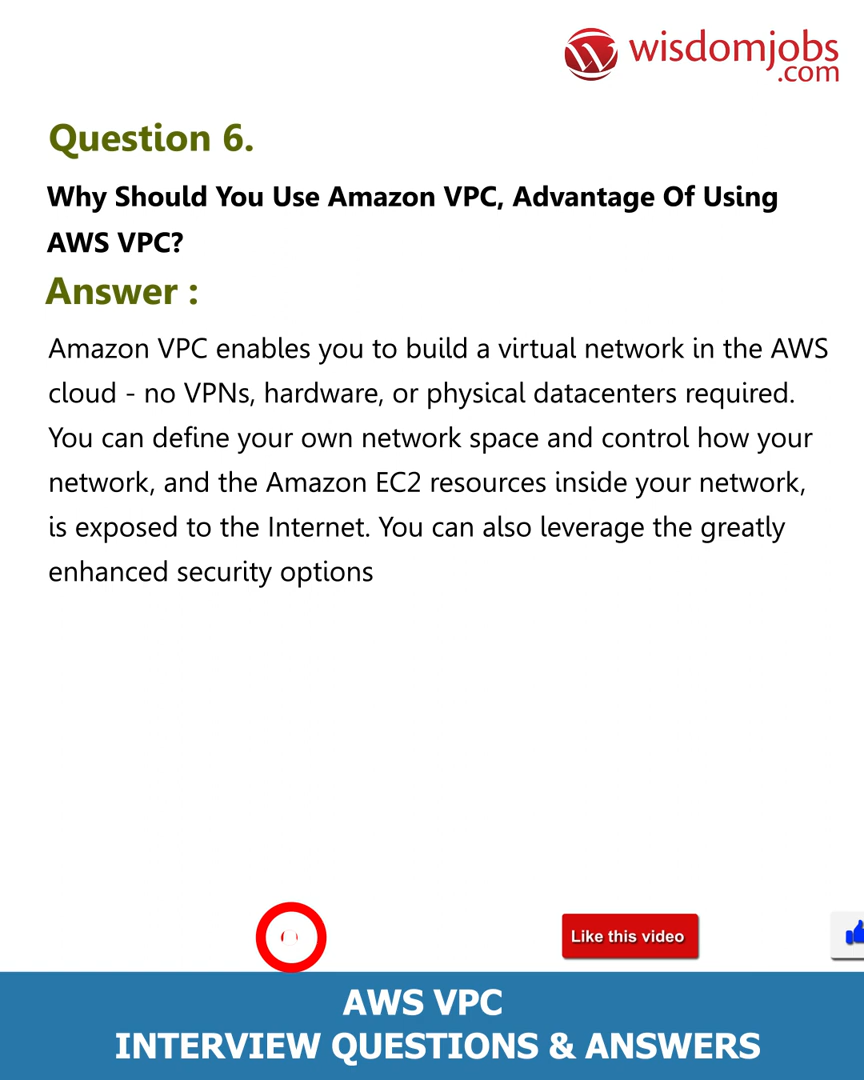 wisdomjobs
.com
Question 6.
Why Should You Use Amazon VPC, Advantage Of Using
AWS VPC?
Answer :
Amazon VPC enables you to build a virtual network in the AWS
cloud - no VPNs, hardware, or physical datacenters required.
You can define your own network space and control how your
network, and the Amazon EC2 resources inside your network,
is exposed to the Internet. You can also leverage the greatly
enhanced security options
Like this video
AWS VPC
INTERVIEW QUESTIONS & ANSWERS